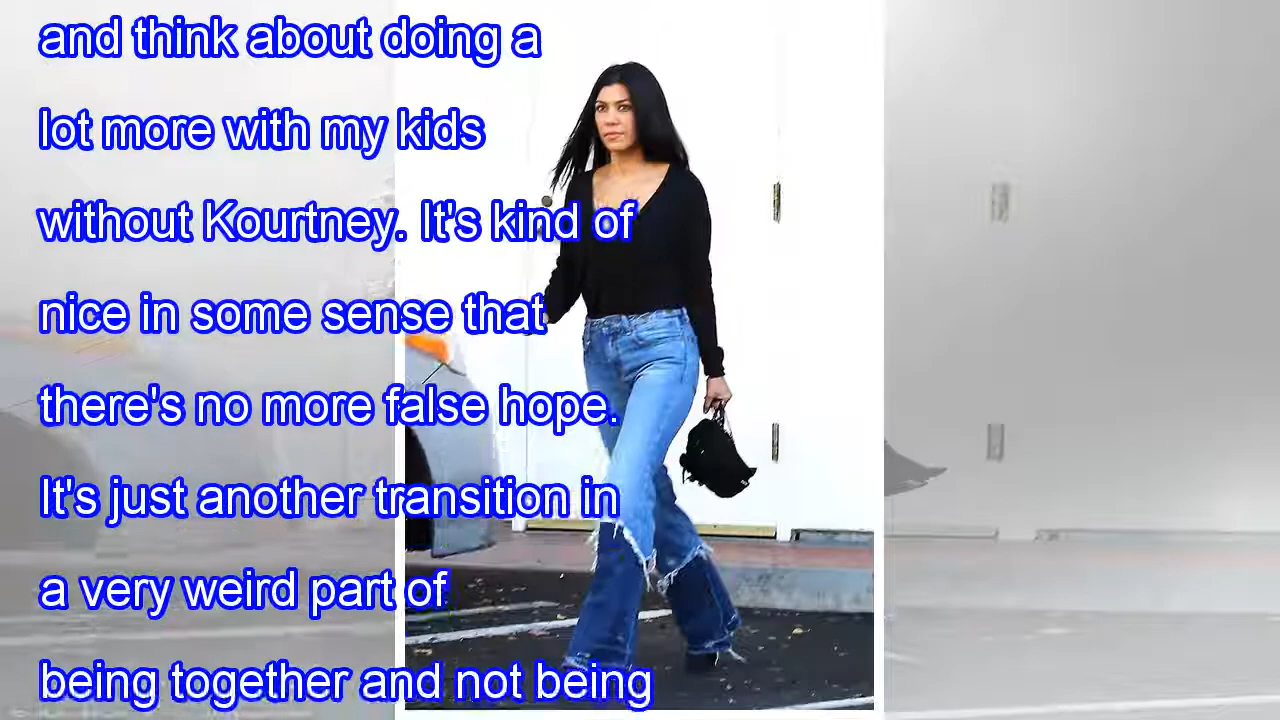 and think about doing a
lot more with my kids
without Kourtney. It's kind of
nice in some sense that
there's no more false hope.
It's just another transition in
a very weird part of
being together and not being